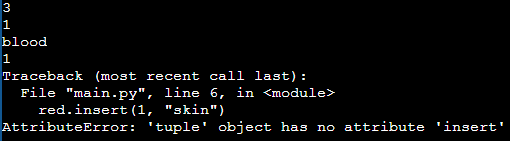 3
1
blood
1
Traceback (most recent call last):
  File "main.py", line 6, in <module>
    red.insert(1, "skin")
AttributeError: 'tuple' object has no attribute 'insert'